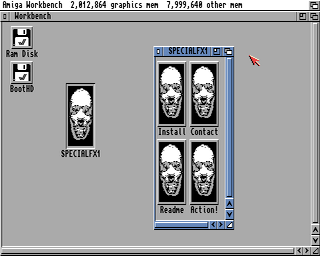 Amiga Workbench 2,012,864 graphics mem 7,999,640 other mem
Workbench
Ram Disk
BootHD
SPECIALFX1
SPECIALFX1
Install Contact
Readme Action!